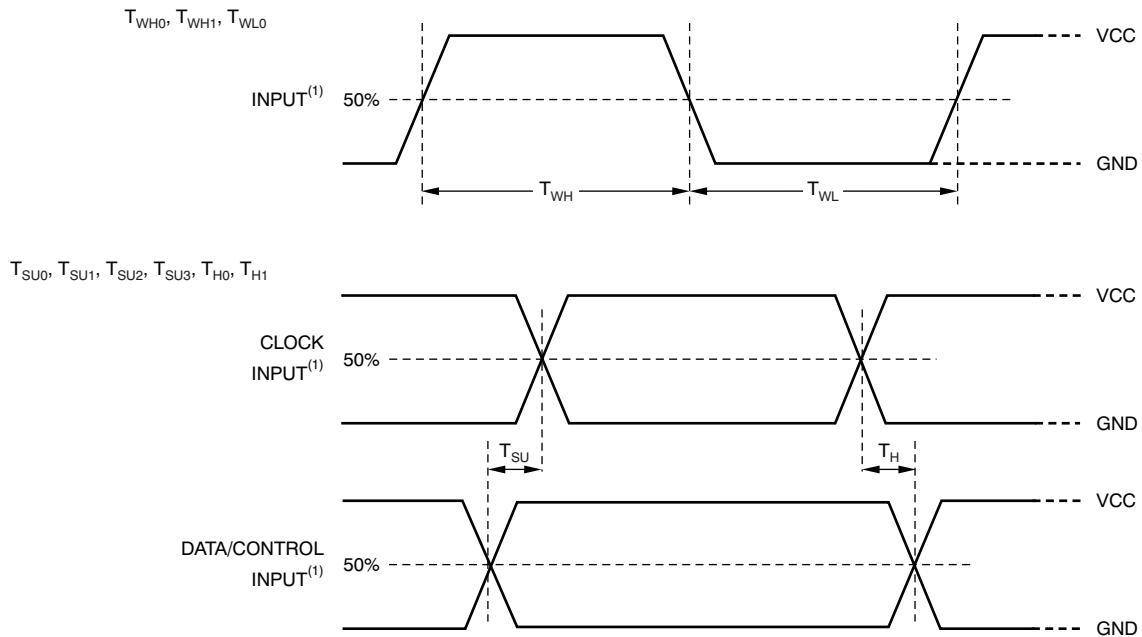 T_WH0, T_WH1, T_WL0
VCC
INPUT(1) 50%
GND
T_WH T_WL
T_SU0, T_SU1, T_SU2, T_SU3, T_H0, T_H1
VCC
CLOCK
INPUT(1) 50%
GND
T_SU T_H
VCC
DATA/CONTROL
INPUT(1) 50%
GND